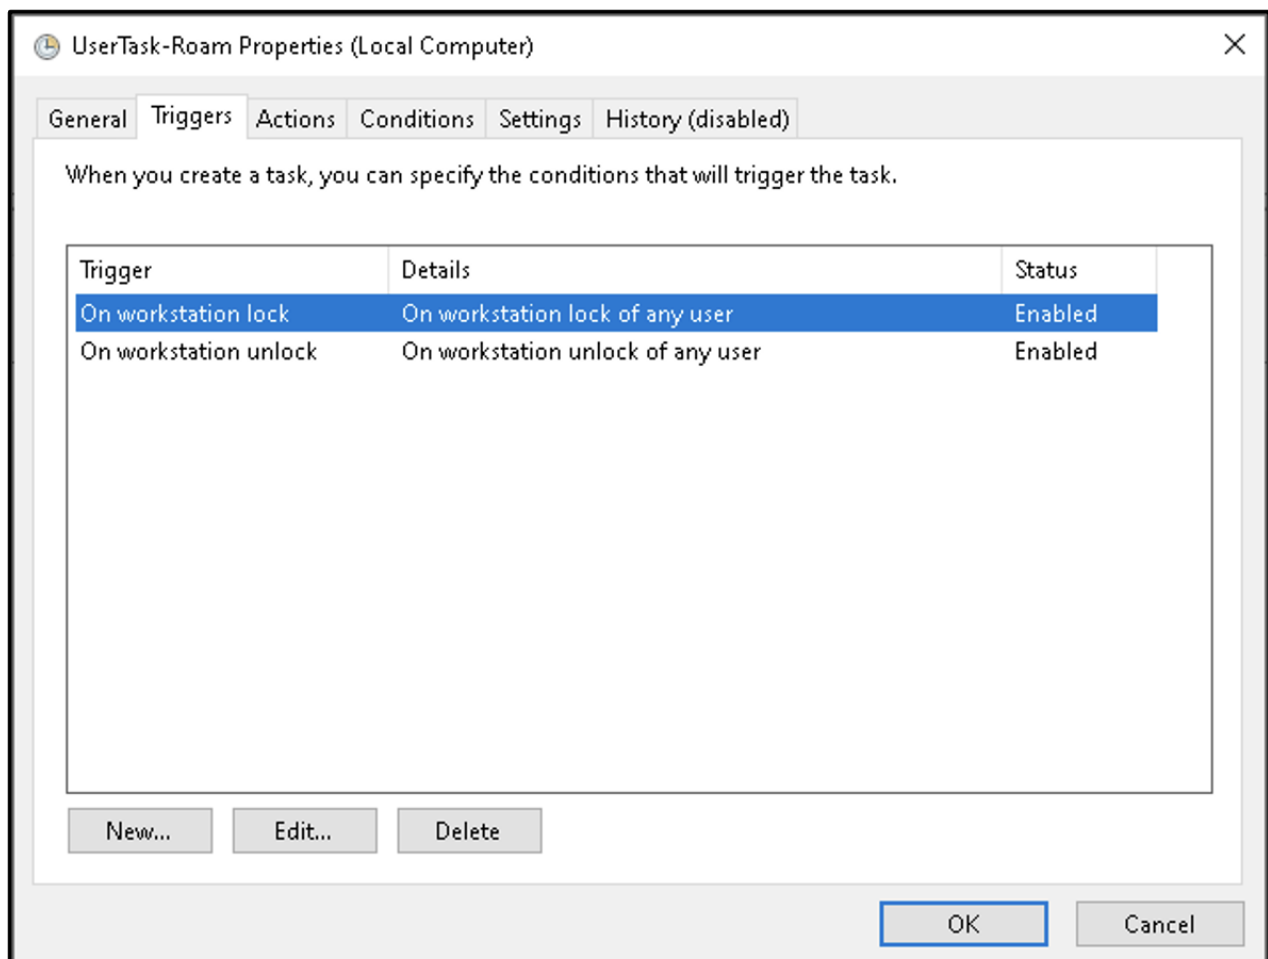 UserTask-Roam Properties (Local Computer)
General Triggers Actions Conditions Settings History (disabled)
When you create a task, you can specify the conditions that will trigger the task.
Trigger Details Status
On workstation lock On workstation lock of any user Enabled
On workstation unlock On workstation unlock of any user Enabled
New... Edit... Delete
OK Cancel